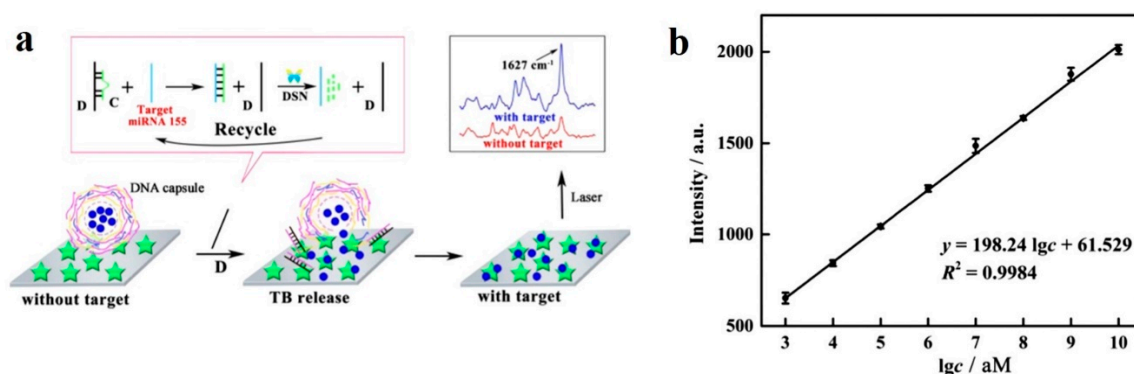 a
D
C
Target
miRNA 155
+
D
DSN
+
D
Recycle
1627 cm⁻¹
with target
without target
DNA capsule
D
Laser
without target
TB release
with target
b
Intensity / a.u.
2000
1500
1000
500
y = 198.24 lgc + 61.529
R² = 0.9984
3 4 5 6 7 8 9 10
lgc / aM